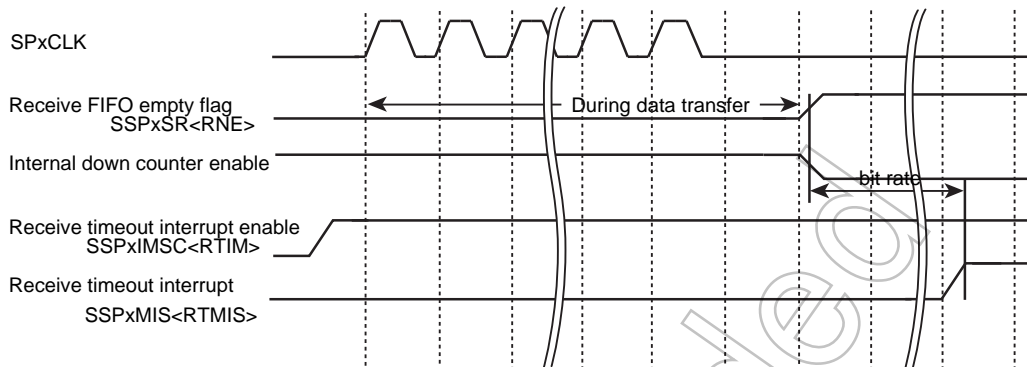 SPxCLK
Receive FIFO empty flag
SSPxSR<RNE>
During data transfer
Internal down counter enable
bit rate
Receive timeout interrupt enable
SSPxIMSC<RTIM>
Receive timeout interrupt
SSPxMIS<RTMIS>
ded